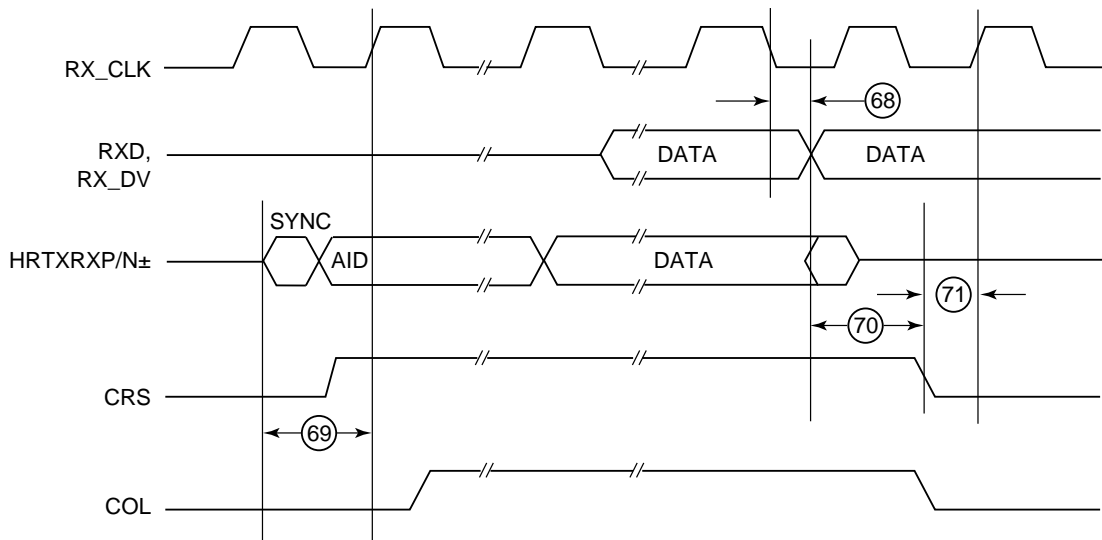 RX_CLK
68
RXD,
RX_DV
DATA
DATA
SYNC
HRTXRXP/N±
AID
DATA
71
70
CRS
69
COL